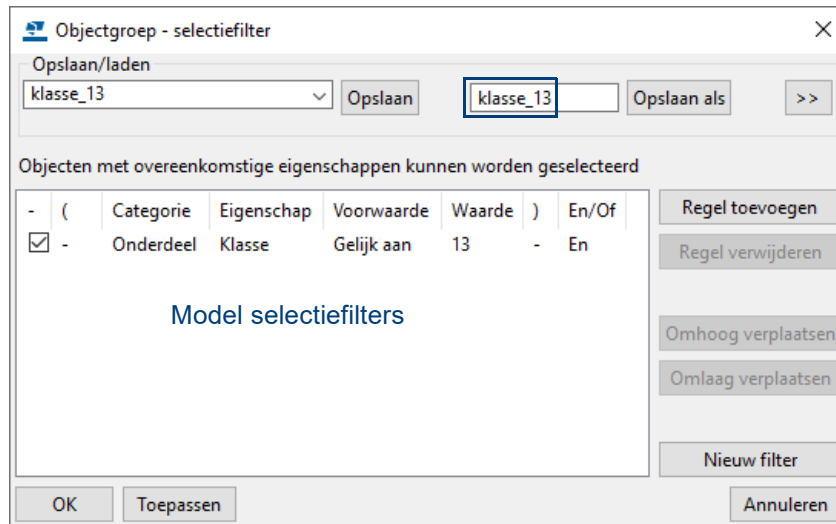 Objectgroep - selectiefilter
Opslaan/laden
klasse_13 Opslaan klasse_13 Opslaan als >>
Objecten met overeenkomstige eigenschappen kunnen worden geselecteerd
- ( Categorie Eigenschap Voorwaarde Waarde ) En/Of
- Onderdeel Klasse Gelijk aan 13 - En
Model selectiefilters
Regel toevoegen
Regel verwijderen
Omhoog verplaatsen
Omlaag verplaatsen
Nieuw filter
OK Toepassen Annuleren